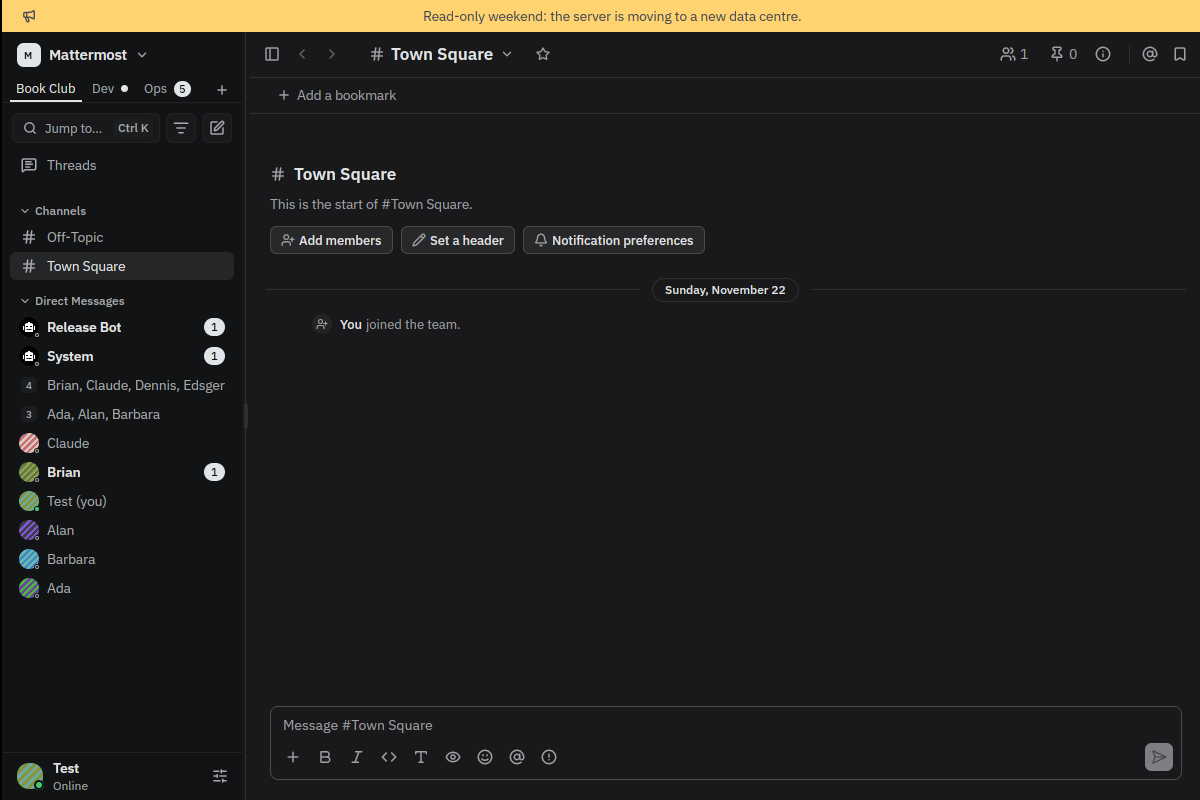 Read-only weekend: the server is moving to a new data centre.
M Mattermost
Book Club Dev Ops 5
Jump to... Ctrl K
Threads
Channels
Off-Topic
Town Square
Direct Messages
Release Bot 1
System 1
4 Brian, Claude, Dennis, Edsger
3 Ada, Alan, Barbara
Claude
Brian 1
Test (you)
Alan
Barbara
Ada
Test
Online
Town Square 1 0
Add a bookmark
Town Square
This is the start of #Town Square.
Add members Set a header Notification preferences
Sunday, November 22
You joined the team.
Message #Town Square